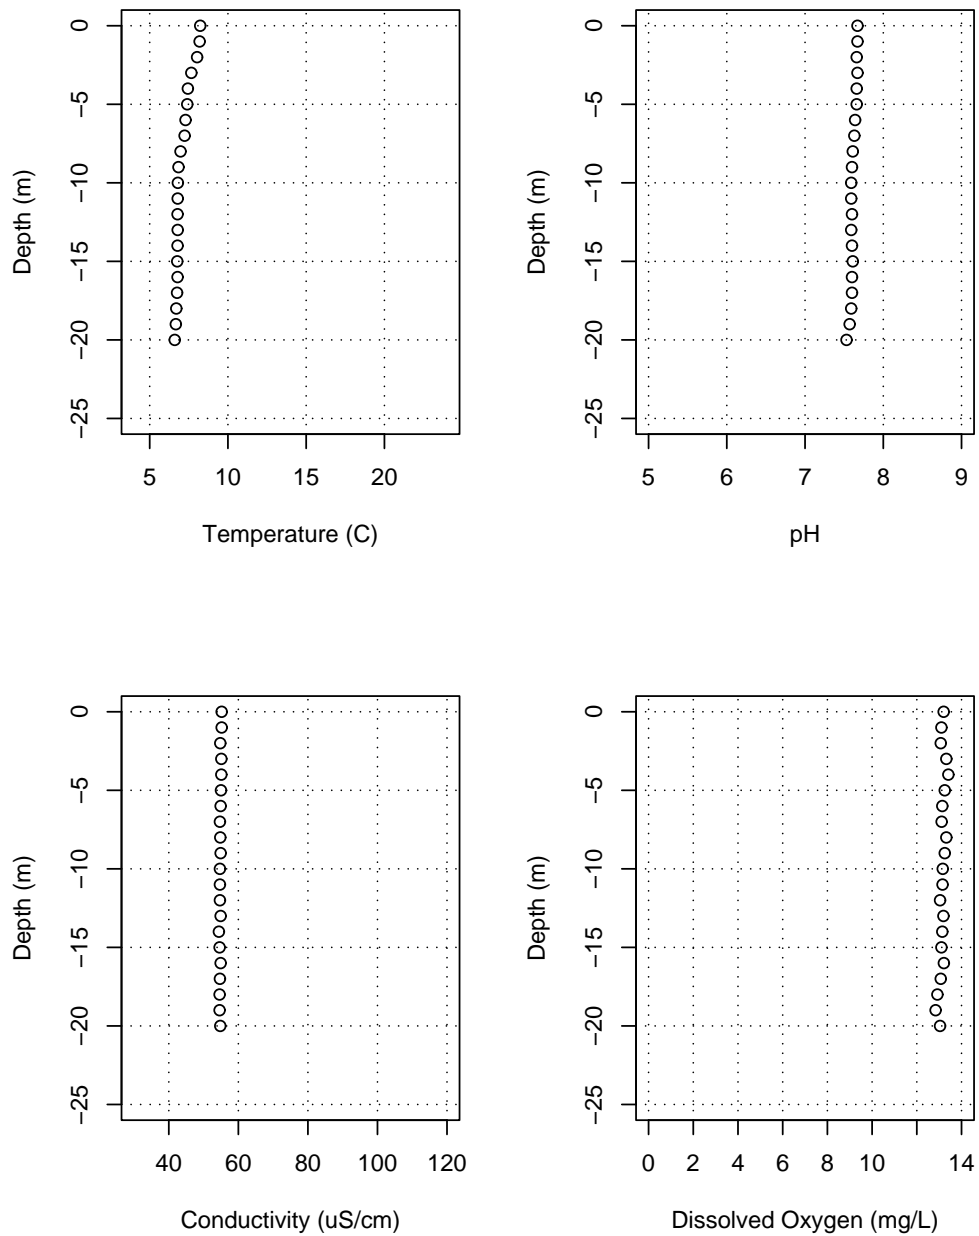 0
−5
−10
−15
−20
−25
Depth (m)
5 10 15 20
Temperature (C)
0
−5
−10
−15
−20
−25
Depth (m)
5 6 7 8 9
pH
0
−5
−10
−15
−20
−25
Depth (m)
40 60 80 100 120
Conductivity (uS/cm)
0
−5
−10
−15
−20
−25
Depth (m)
0 2 4 6 8 10 14
Dissolved Oxygen (mg/L)